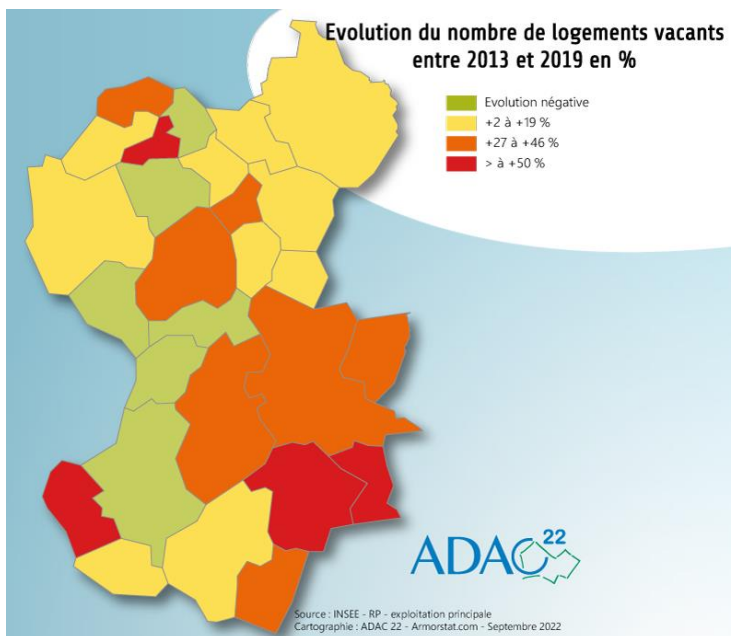 Evolution du nombre de logements vacants
entre 2013 et 2019 en %
Evolution négative
+2 à +19 %
+27 à +46 %
> à +50 %
ADAC 22
Source : INSEE - RP - exploitation principale
Cartographie : ADAC 22 - Armorstat.com - Septembre 2022